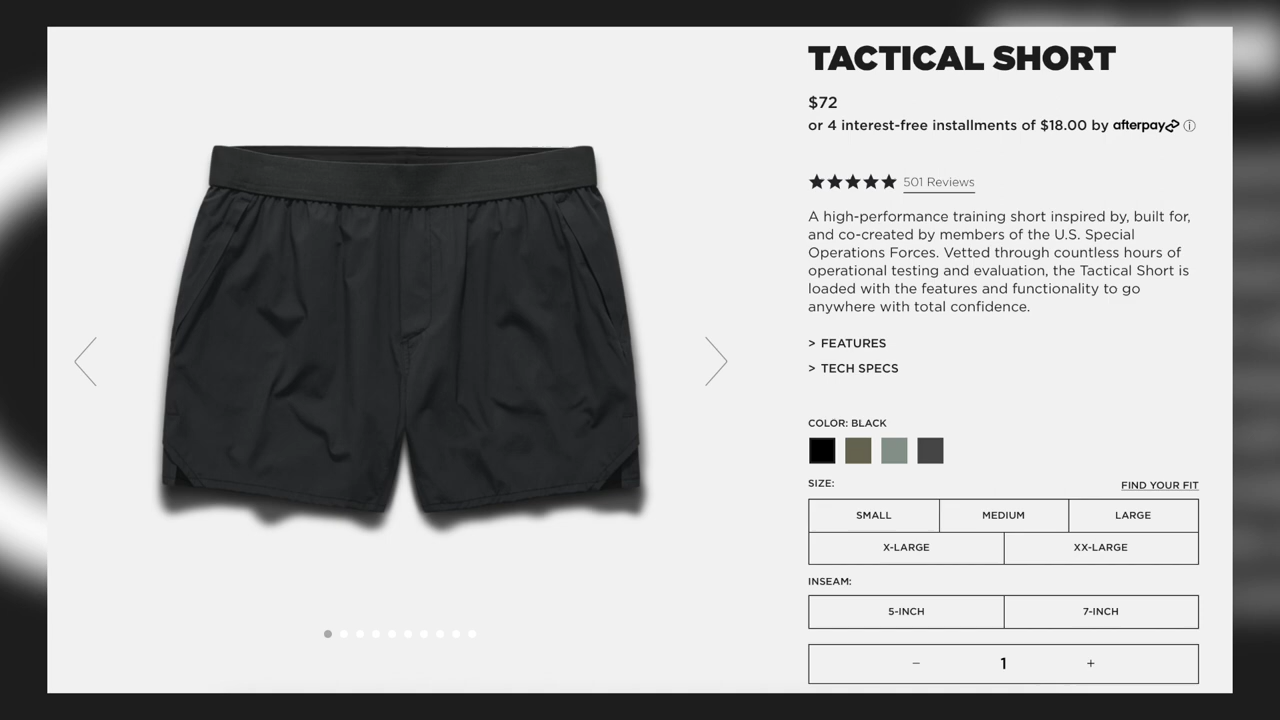 TACTICAL SHORT
$72
or 4 interest-free installments of $18.00 by afterpay
501 Reviews
A high-performance training short inspired by, built for,
and co-created by members of the U.S. Special
Operations Forces. Vetted through countless hours of
operational testing and evaluation, the Tactical Short is
loaded with the features and functionality to go
anywhere with total confidence.
> FEATURES
> TECH SPECS
COLOR: BLACK
SIZE:
FIND YOUR FIT
SMALL
MEDIUM
LARGE
X-LARGE
XX-LARGE
INSEAM:
5-INCH
7-INCH
− 1 +